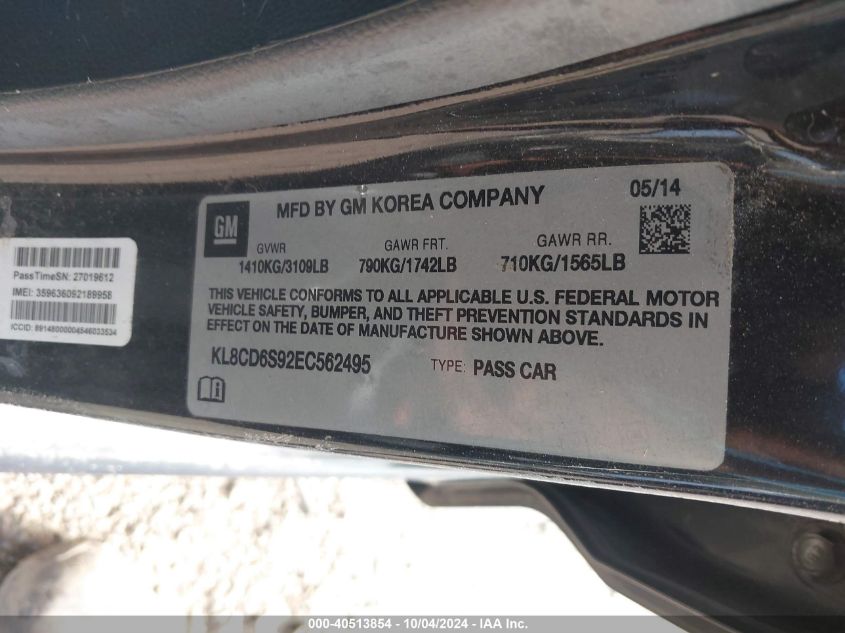 MFD BY GM KOREA COMPANY
05/14
GM
GVWR
GAWR FRT.
GAWR RR.
1410KG/3109LB
790KG/1742LB
710KG/1565LB
THIS VEHICLE CONFORMS TO ALL APPLICABLE U.S. FEDERAL MOTOR
VEHICLE SAFETY, BUMPER, AND THEFT PREVENTION STANDARDS IN
EFFECT ON THE DATE OF MANUFACTURE SHOWN ABOVE.
KL8CD6S92EC562495
TYPE: PASS CAR
PassTimeSN: 27019612
IMEI: 359636092189958
ICCID: 89148000004546033534
000-40513854 - 10/04/2024 - IAA Inc.